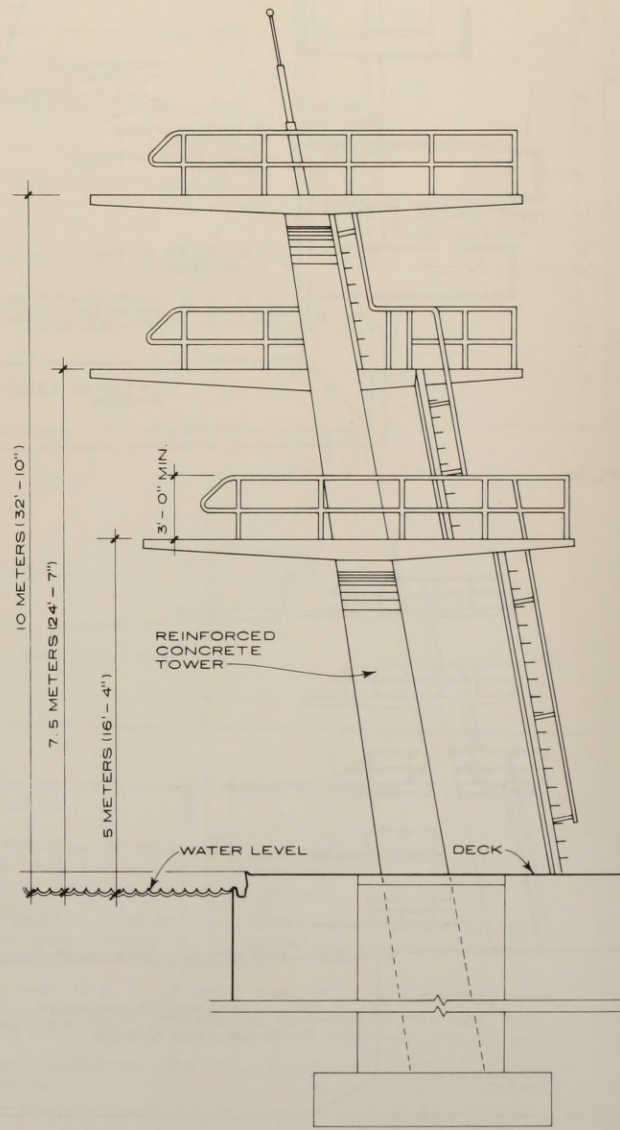 10 METERS (32' - 10")
7.5 METERS (24' - 7")
5 METERS (16' - 4")
3' - 0" MIN.
REINFORCED
CONCRETE
TOWER
WATER LEVEL
DECK